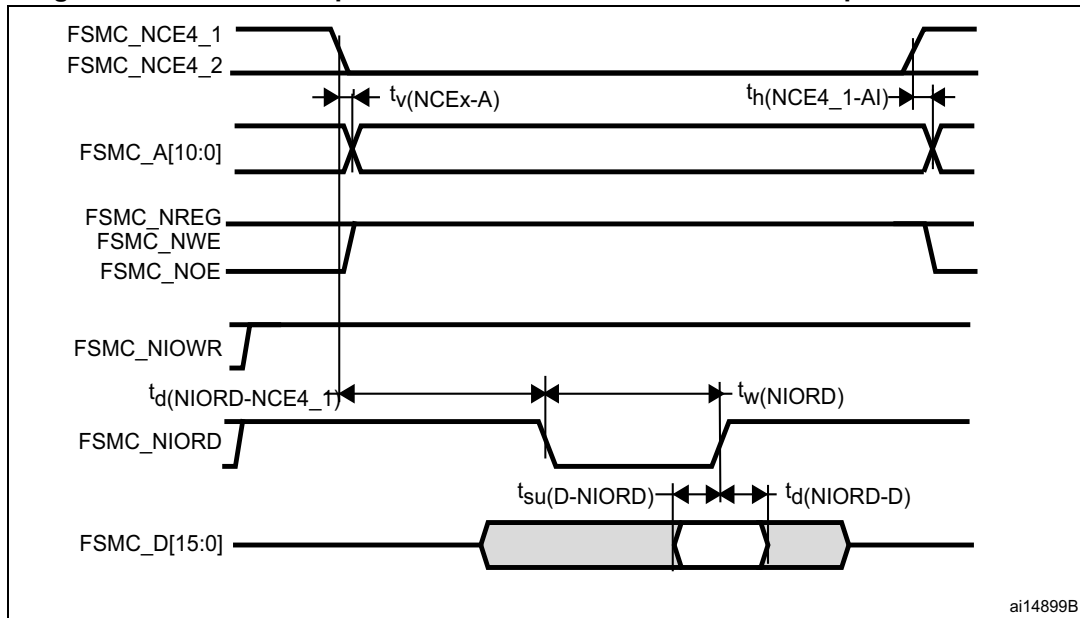 FSMC_NCE4_1
FSMC_NCE4_2
tv(NCEx-A)
th(NCE4_1-AI)
FSMC_A[10:0]
FSMC_NREG
FSMC_NWE
FSMC_NOE
FSMC_NIOWR
td(NIORD-NCE4_1)
tw(NIORD)
FSMC_NIORD
tsu(D-NIORD)
td(NIORD-D)
FSMC_D[15:0]
ai14899B